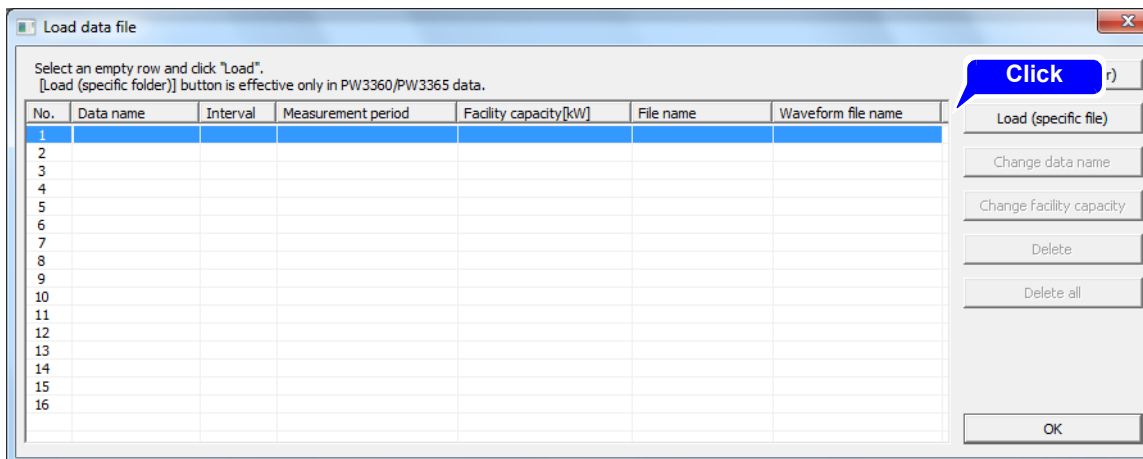 Load data file
Select an empty row and click "Load".
[Load (specific folder)] button is effective only in PW3360/PW3365 data.
Click
r)
No. Data name Interval Measurement period Facility capacity[kW] File name Waveform file name
Load (specific file)
1
2
Change data name
3
4
5
Change facility capacity
6
7
Delete
8
9
10
Delete all
11
12
13
14
15
16
OK